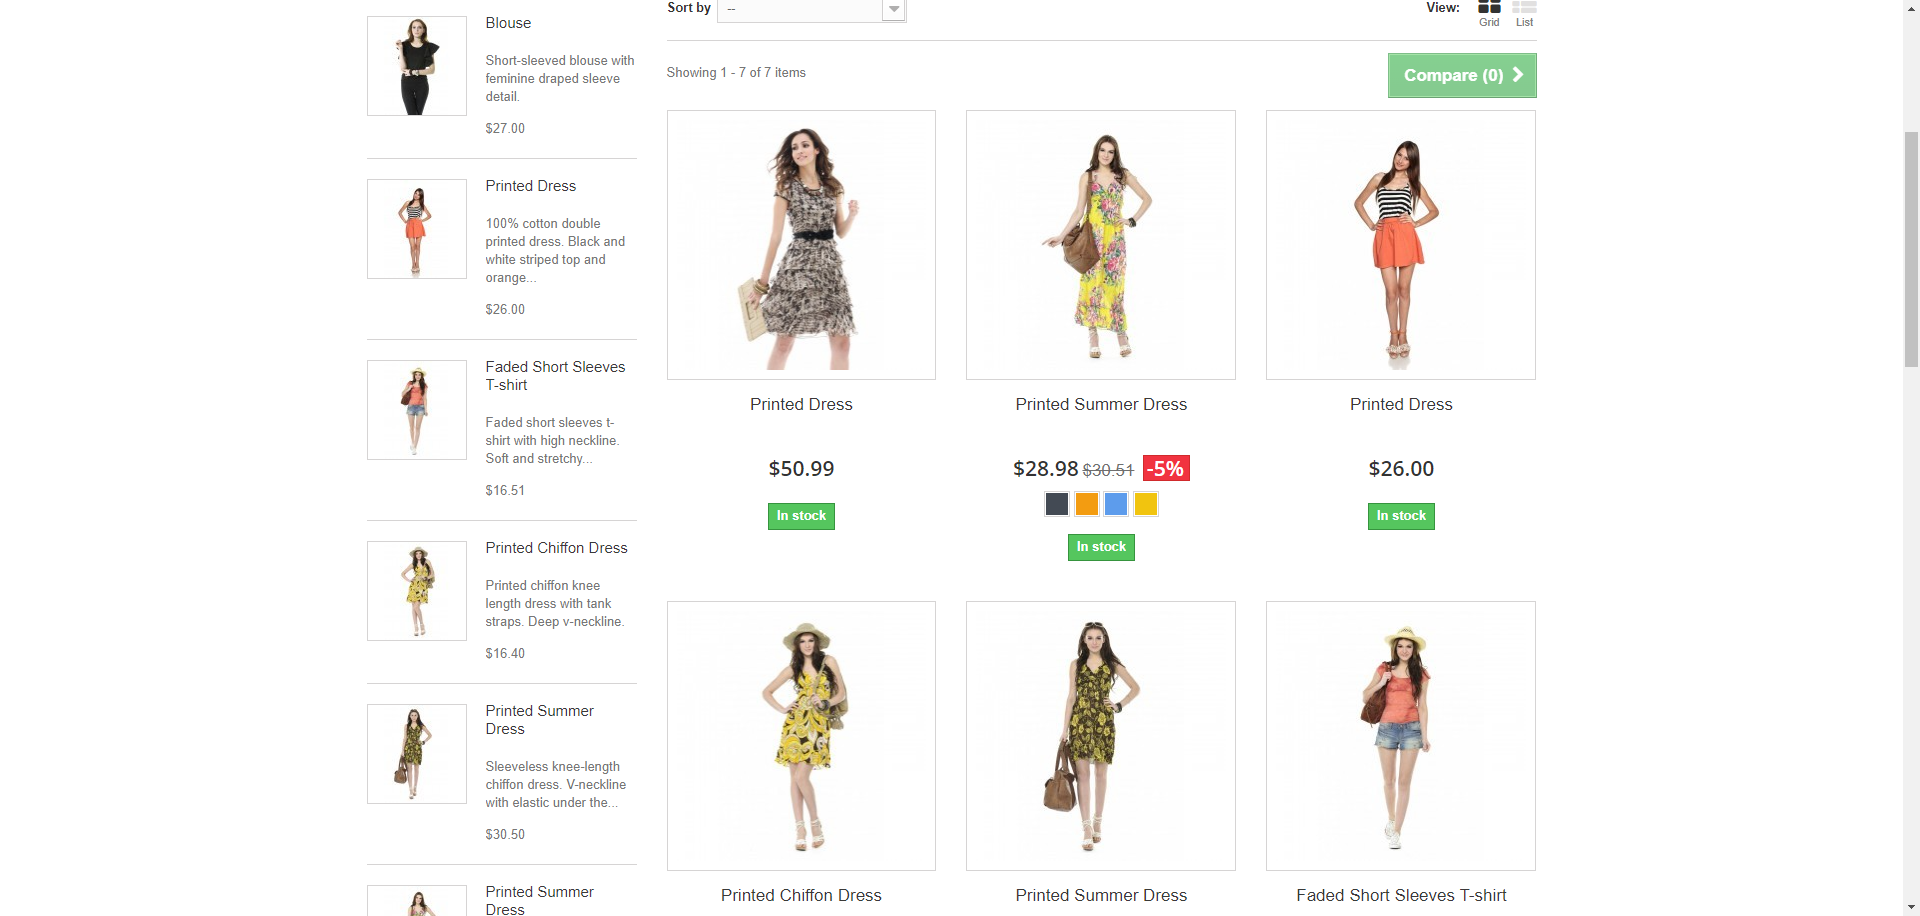 Blouse
Short-sleeved blouse with
feminine draped sleeve
detail.
$27.00
Printed Dress
100% cotton double
printed dress. Black and
white striped top and
orange...
$26.00
Faded Short Sleeves
T-shirt
Faded short sleeves t-
shirt with high neckline.
Soft and stretchy...
$16.51
Printed Chiffon Dress
Printed chiffon knee
length dress with tank
straps. Deep v-neckline.
$16.40
Printed Summer
Dress
Sleeveless knee-length
chiffon dress. V-neckline
with elastic under the...
$30.50
Printed Summer
Dress
Sort by --
View:
Grid List
Showing 1 - 7 of 7 items
Compare (0)
Printed Dress
$50.99
In stock
Printed Summer Dress
$28.98 $30.51 -5%
In stock
Printed Dress
$26.00
In stock
Printed Chiffon Dress
Printed Summer Dress
Faded Short Sleeves T-shirt